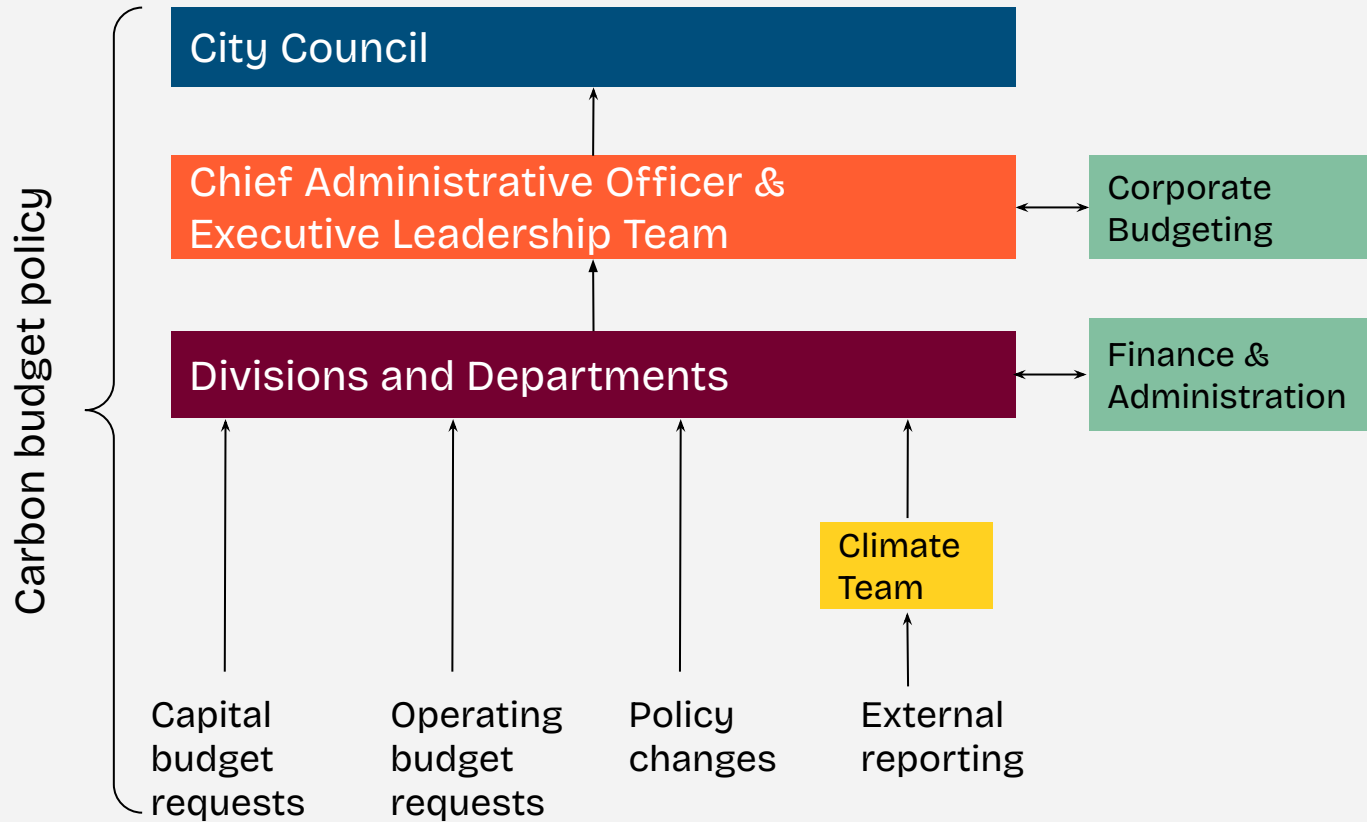 City Council
Chief Administrative Officer &
Executive Leadership Team
Corporate
Budgeting
Carbon budget policy
Divisions and Departments
Finance &
Administration
Climate
Team
Capital
budget
requests
Operating
budget
requests
Policy
changes
External
reporting